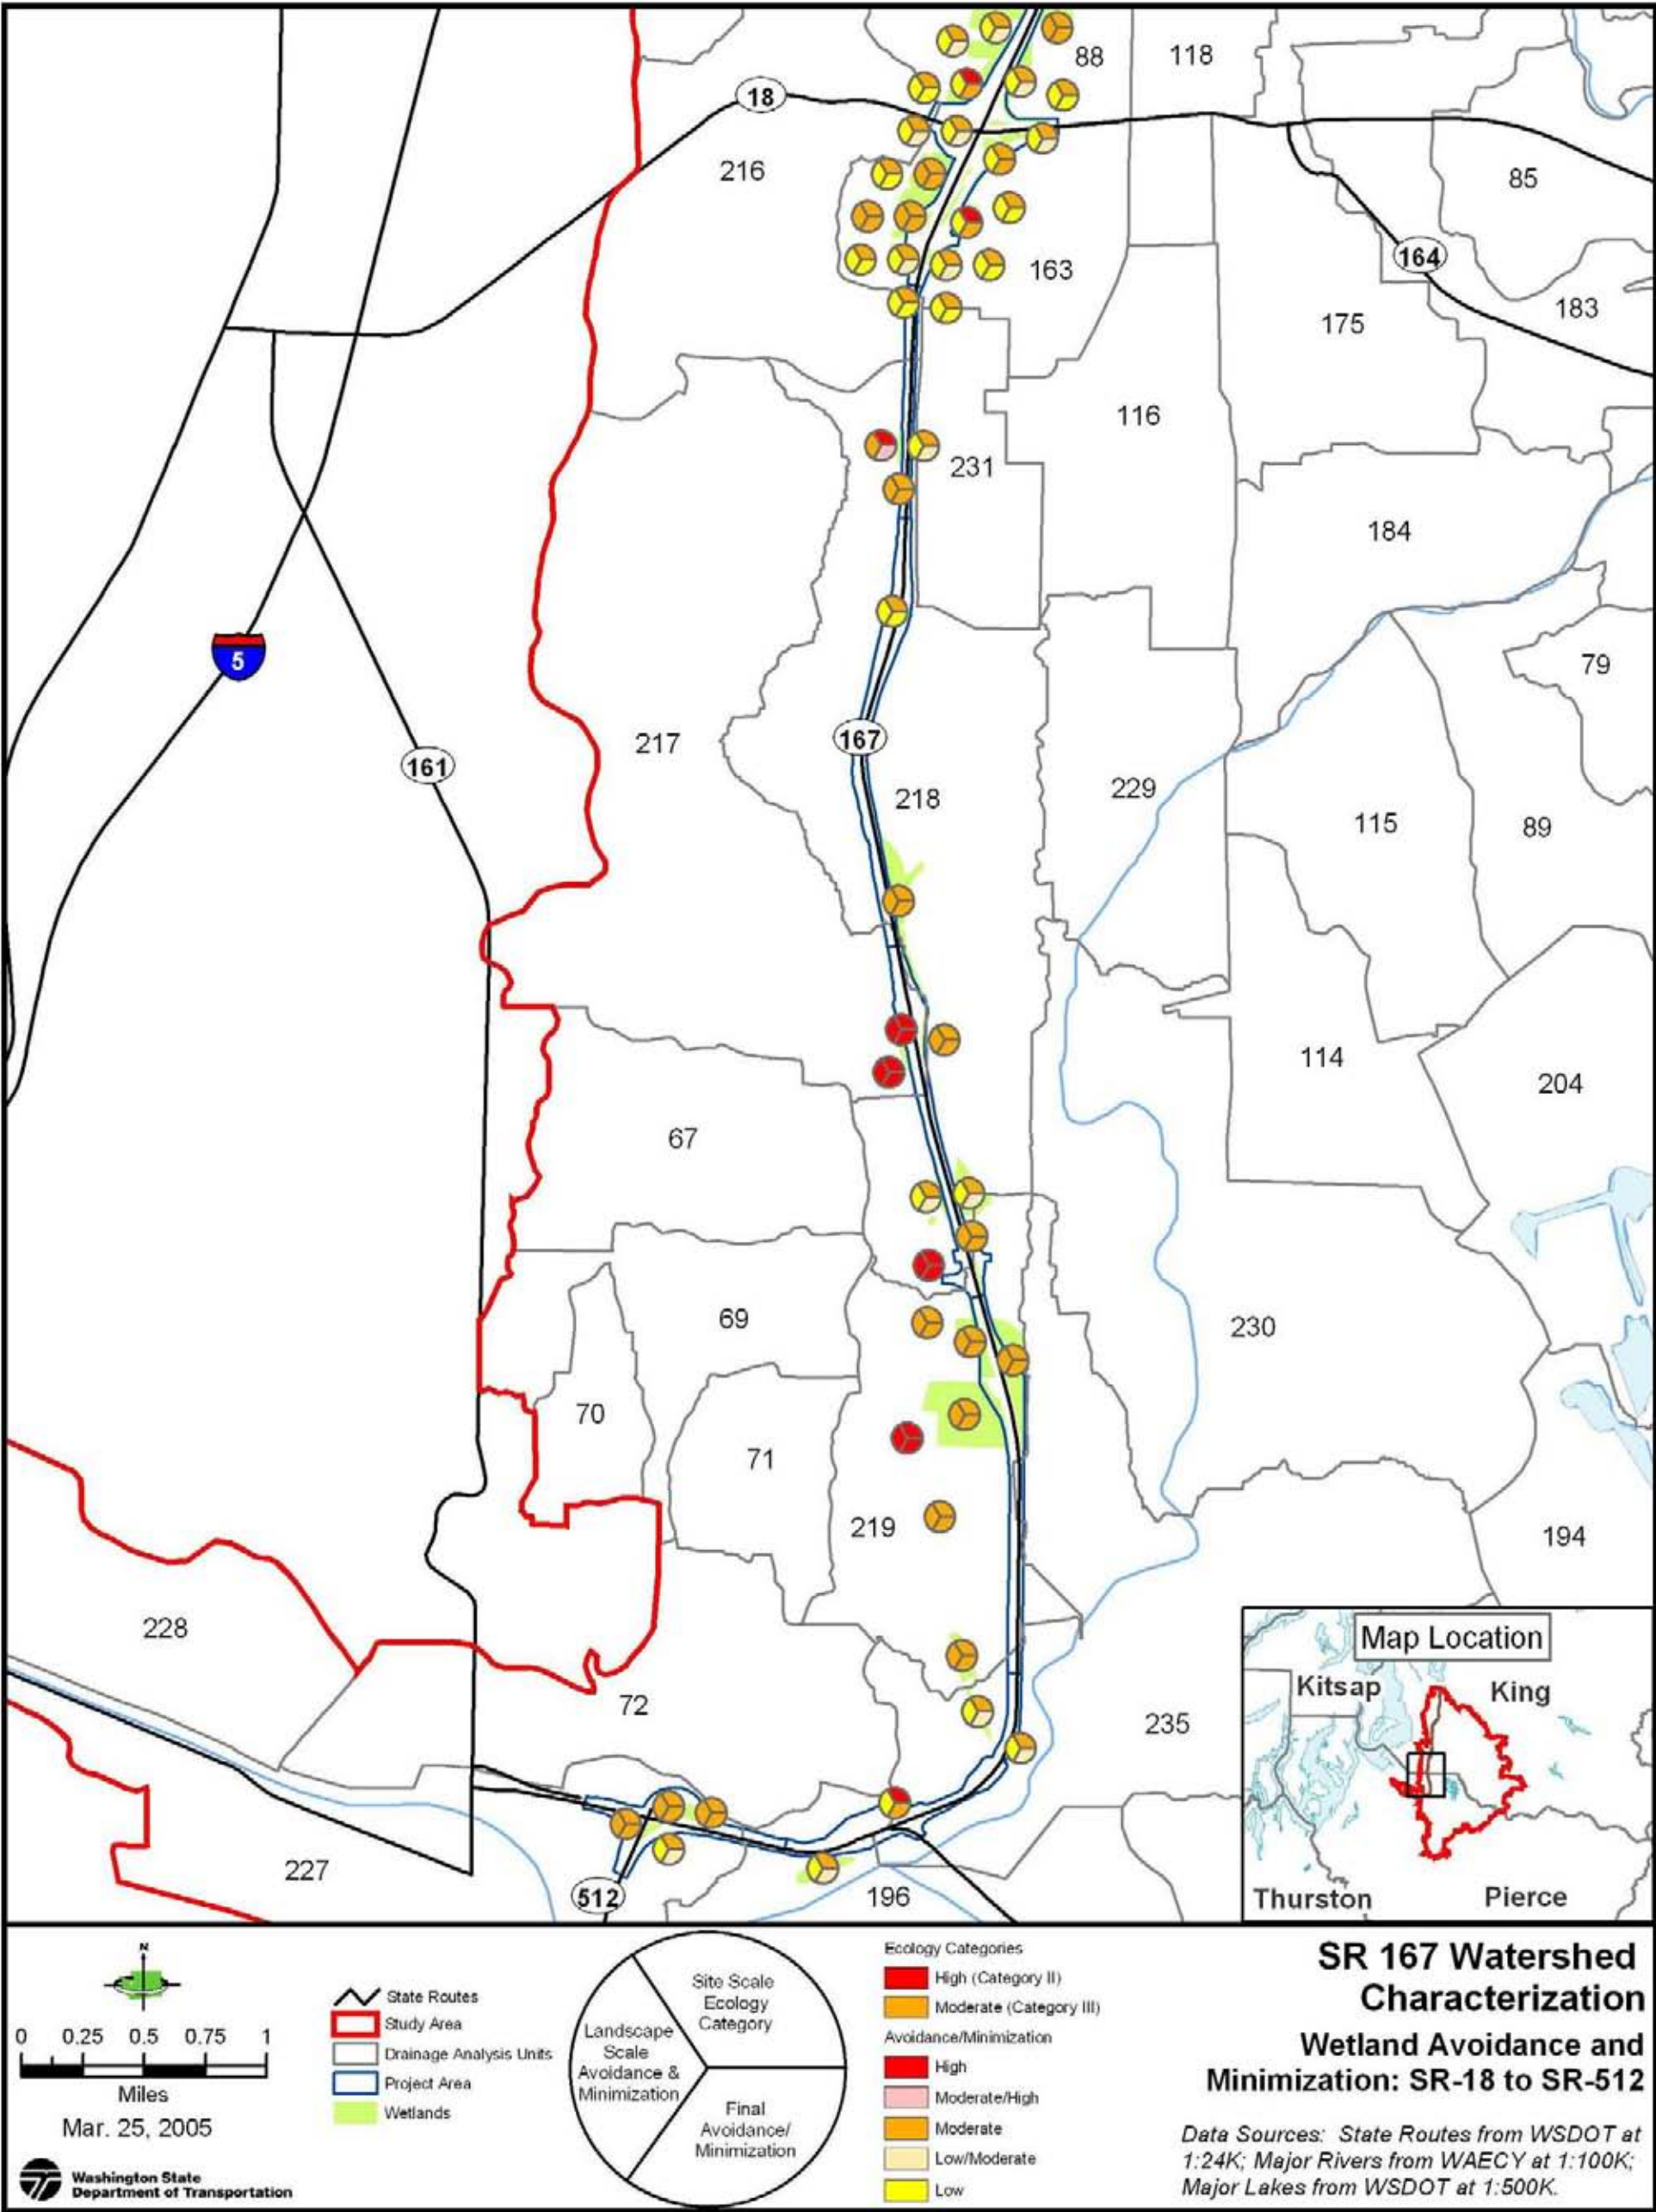 88
118
18
216
85
164
163
183
175
116
231
184
5
79
217
167
161
218
229
115
89
114
204
67
69
230
70
71
219
194
228
72
235
227
512
196
Map Location
Kitsap
King
Thurston
Pierce
N
0 0.25 0.5 0.75 1
Miles
Mar. 25, 2005
Washington State
Department of Transportation
State Routes
Study Area
Drainage Analysis Units
Project Area
Wetlands
Site Scale
Ecology
Category
Landscape
Scale
Avoidance &
Minimization
Final
Avoidance/
Minimization
Ecology Categories
High (Category II)
Moderate (Category III)
Avoidance/Minimization
High
Moderate/High
Moderate
Low/Moderate
Low
SR 167 Watershed
Characterization
Wetland Avoidance and
Minimization: SR-18 to SR-512
Data Sources: State Routes from WSDOT at
1:24K; Major Rivers from WAECY at 1:100K;
Major Lakes from WSDOT at 1:500K.